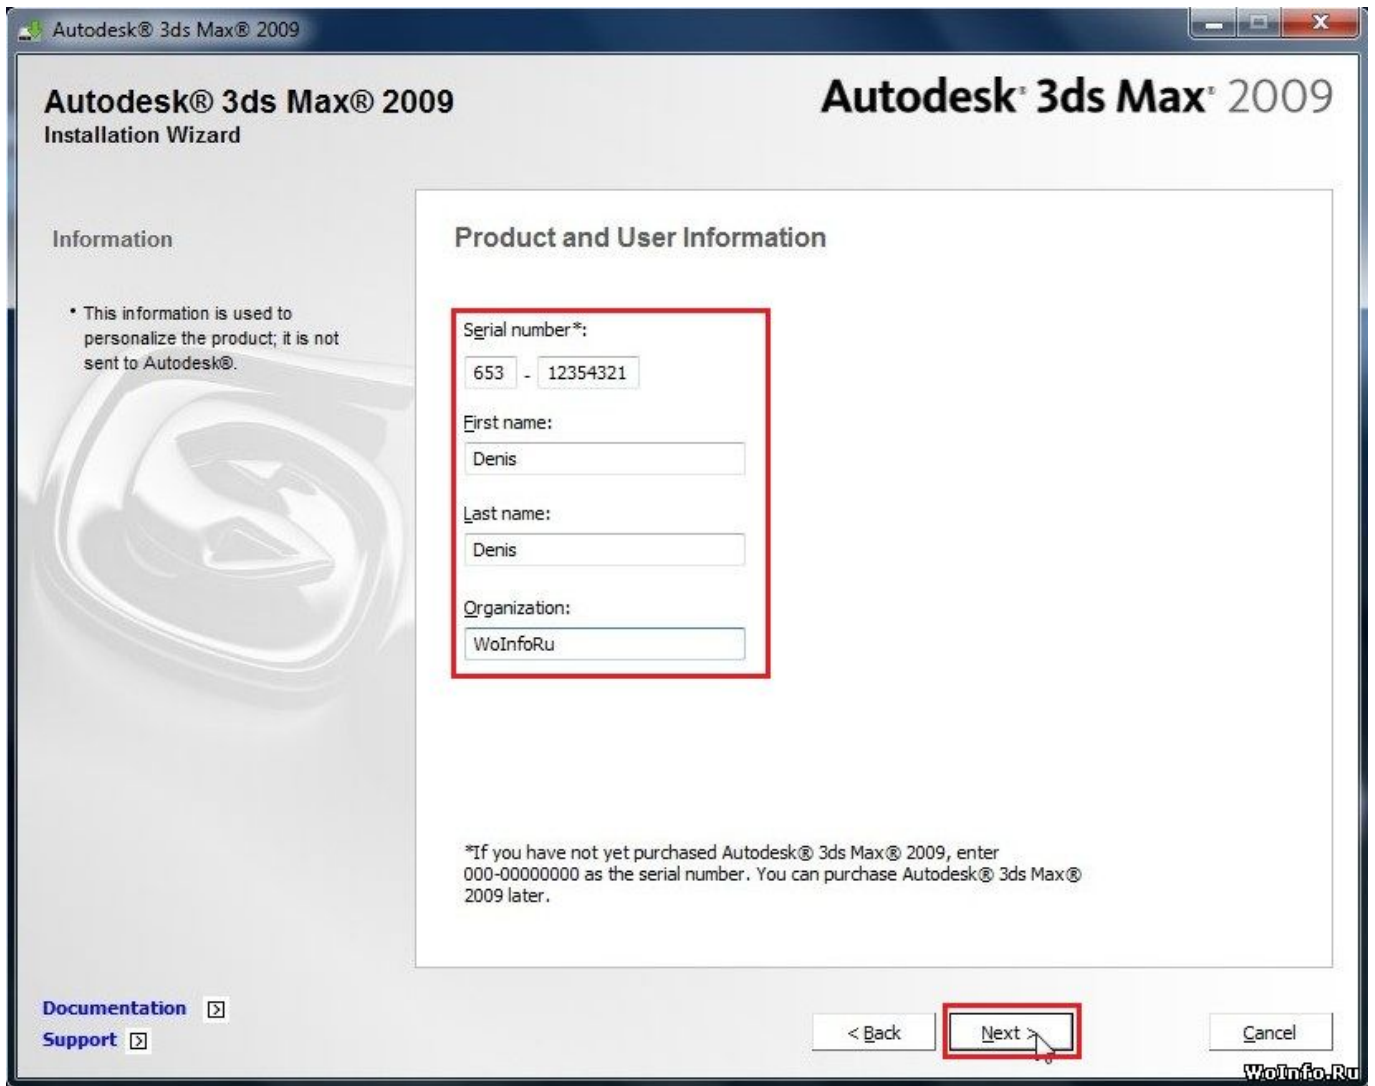 Autodesk® 3ds Max® 2009
Autodesk® 3ds Max® 2009
Installation Wizard
Autodesk® 3ds Max® 2009
Information
• This information is used to
personalize the product; it is not
sent to Autodesk®.
Product and User Information
Serial number*:
653 - 12354321
First name:
Denis
Last name:
Denis
Organization:
WoInfoRu
*If you have not yet purchased Autodesk® 3ds Max® 2009, enter
000-00000000 as the serial number. You can purchase Autodesk® 3ds Max®
2009 later.
Documentation
Support
< Back
Next >
Cancel
WoInfo.Ru